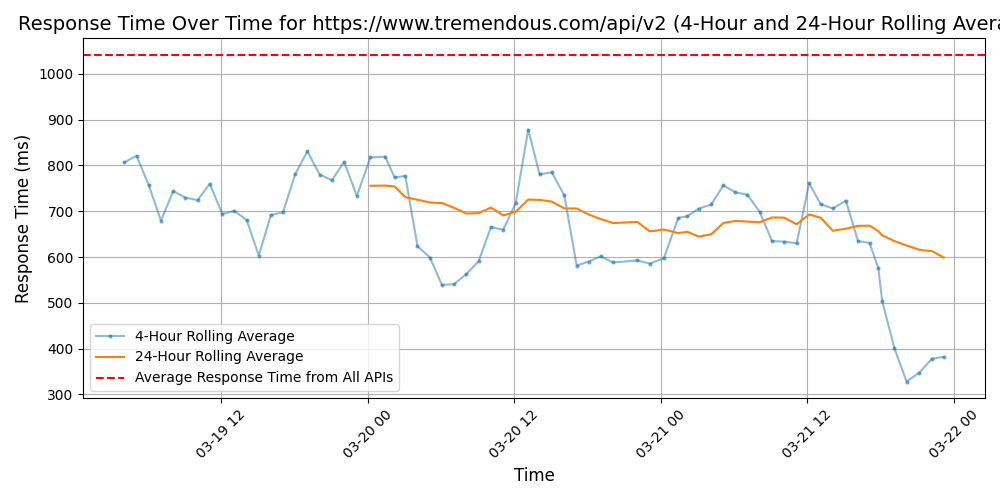 Response Time Over Time for https://www.tremendous.com/api/v2 (4-Hour and 24-Hour Rolling Avera
Response Time (ms)
1000
900
800
700
600
500
400
300
4-Hour Rolling Average
24-Hour Rolling Average
Average Response Time from All APIs
03-19 12
03-20 00
03-20 12
03-21 00
03-21 12
03-22 00
Time